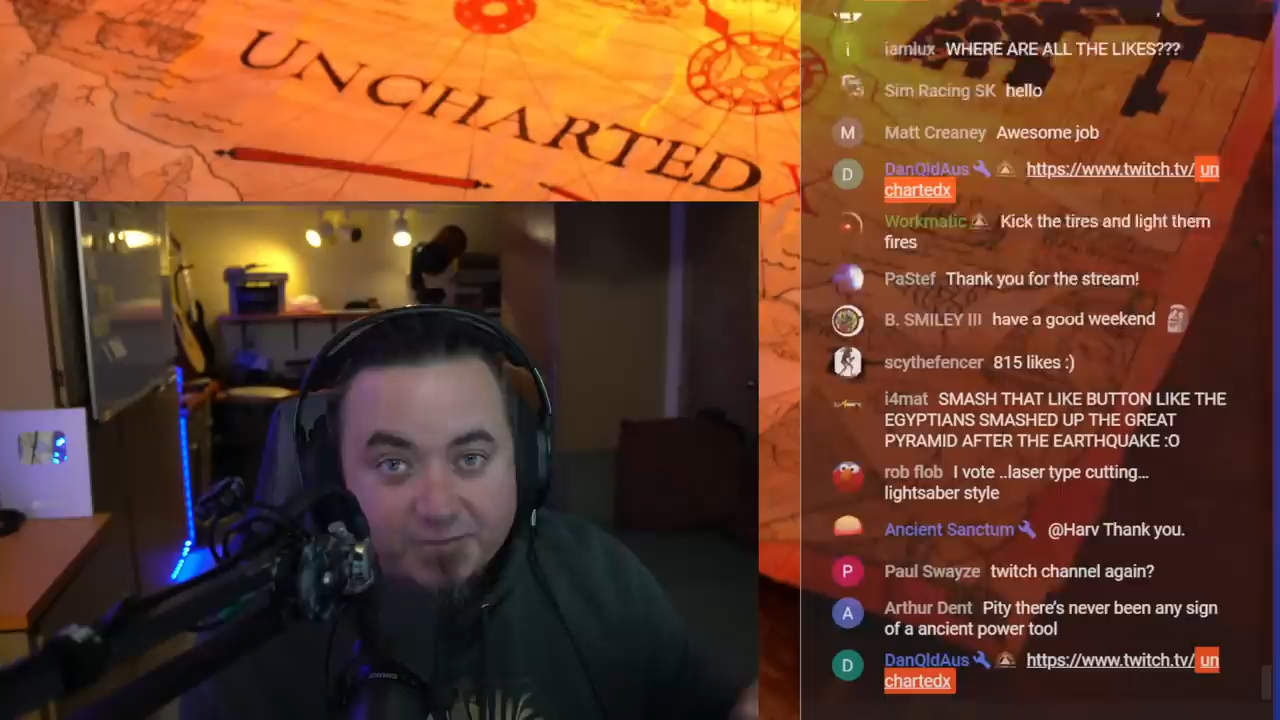 UNCHARTED X
iamlux WHERE ARE ALL THE LIKES???
Sim Racing SK hello
M Matt Creaney Awesome job
D DanOldAus https://www.twitch.tv/un
chartedx
Workmatic Kick the tires and light them
fires
PaStef Thank you for the stream!
B. SMILEY III have a good weekend
scythefencer 815 likes :)
i4mat SMASH THAT LIKE BUTTON LIKE THE
EGYPTIANS SMASHED UP THE GREAT
PYRAMID AFTER THE EARTHQUAKE :O
rob flob I vote ..laser type cutting...
lightsaber style
Ancient Sanctum @Harv Thank you.
P Paul Swayze twitch channel again?
A Arthur Dent Pity there's never been any sign
of a ancient power tool
D DanOldAus https://www.twitch.tv/un
chartedx